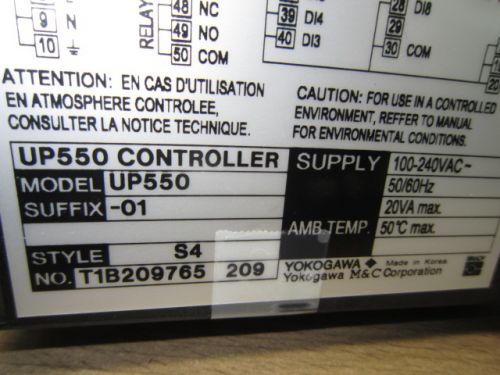 9 N
10
RELAY
48 NC
49 NO
50 COM
39 DI4
40 DI3
28 DI8
29
30 COM
ATTENTION: EN CAS D'UTILISATION
EN ATMOSPHERE CONTROLEE,
CONSULTER LA NOTICE TECHNIQUE.
CAUTION: FOR USE IN A CONTROLLED
ENVIRONMENT, REFFER TO MANUAL
FOR ENVIRONMENTAL CONDITIONS.
UP550 CONTROLLER
MODEL UP550
SUFFIX -01
STYLE S4
NO. T1B209765 209
SUPPLY 100-240VAC~
50/60Hz
20VA max.
AMB.TEMP. 50°C max.
YOKOGAWA Made in Korea
Yokogawa M&C Corporation